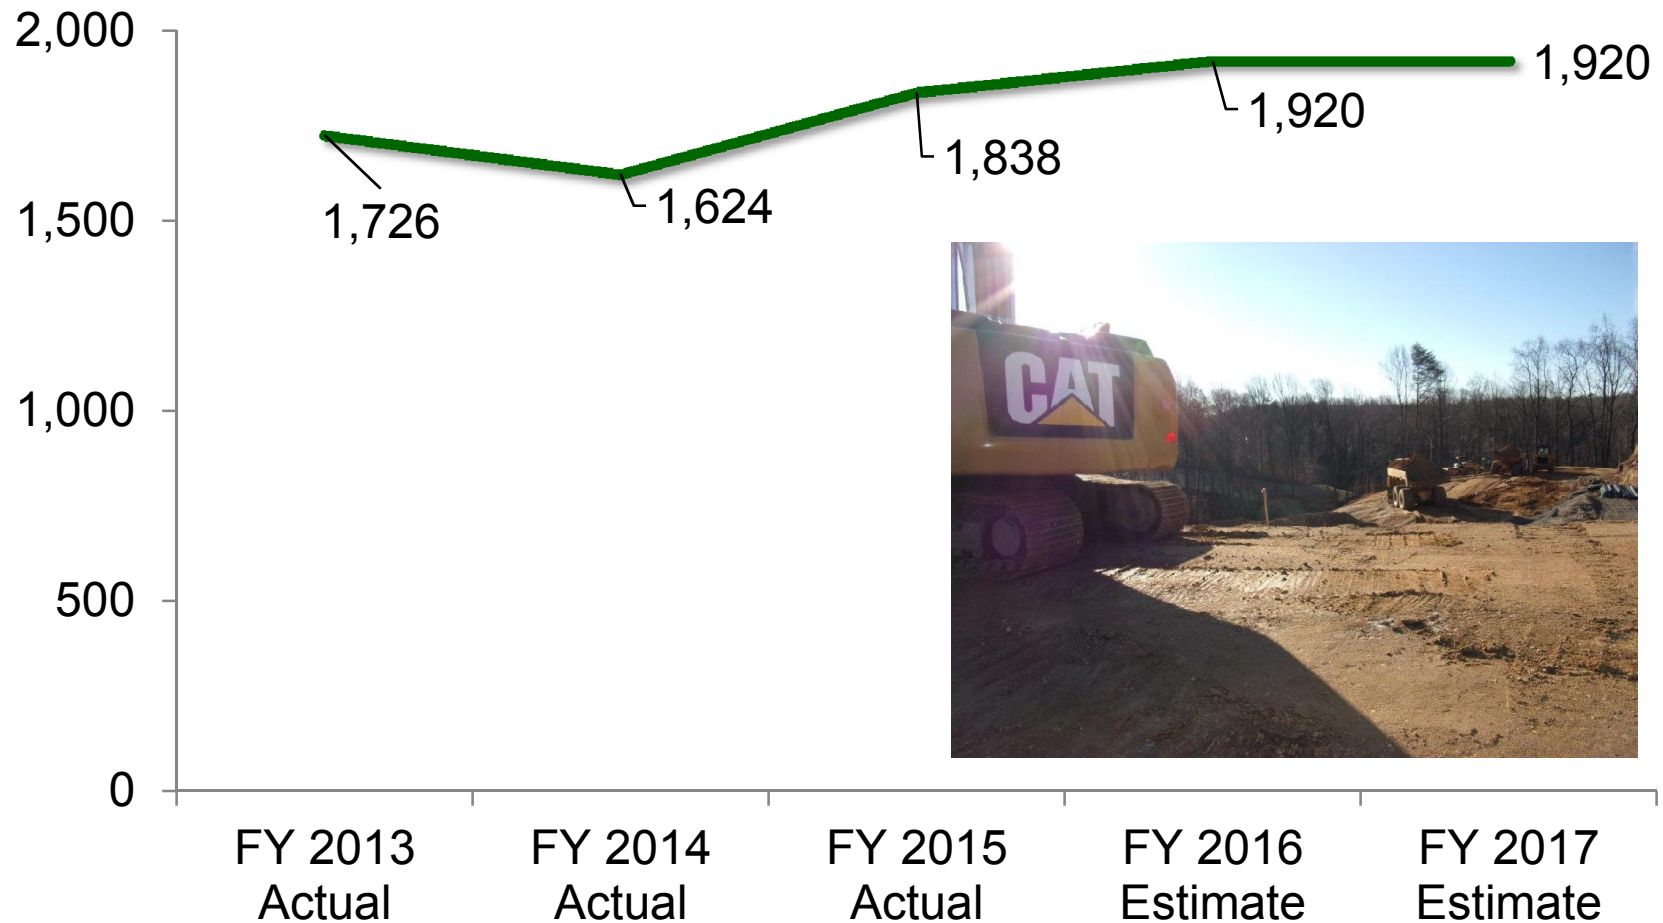 2,000
1,500
1,000
500
0
1,726
1,624
1,838
1,920
1,920
CAT
FY 2013
Actual
FY 2014
Actual
FY 2015
Actual
FY 2016
Estimate
FY 2017
Estimate